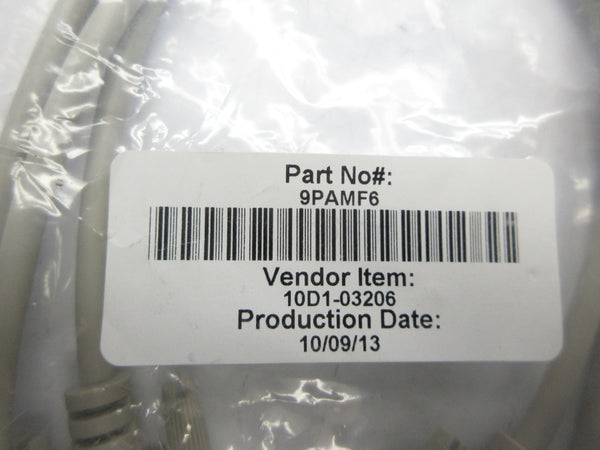 Part No#:
9PAMF6
Vendor Item:
10D1-03206
Production Date:
10/09/13